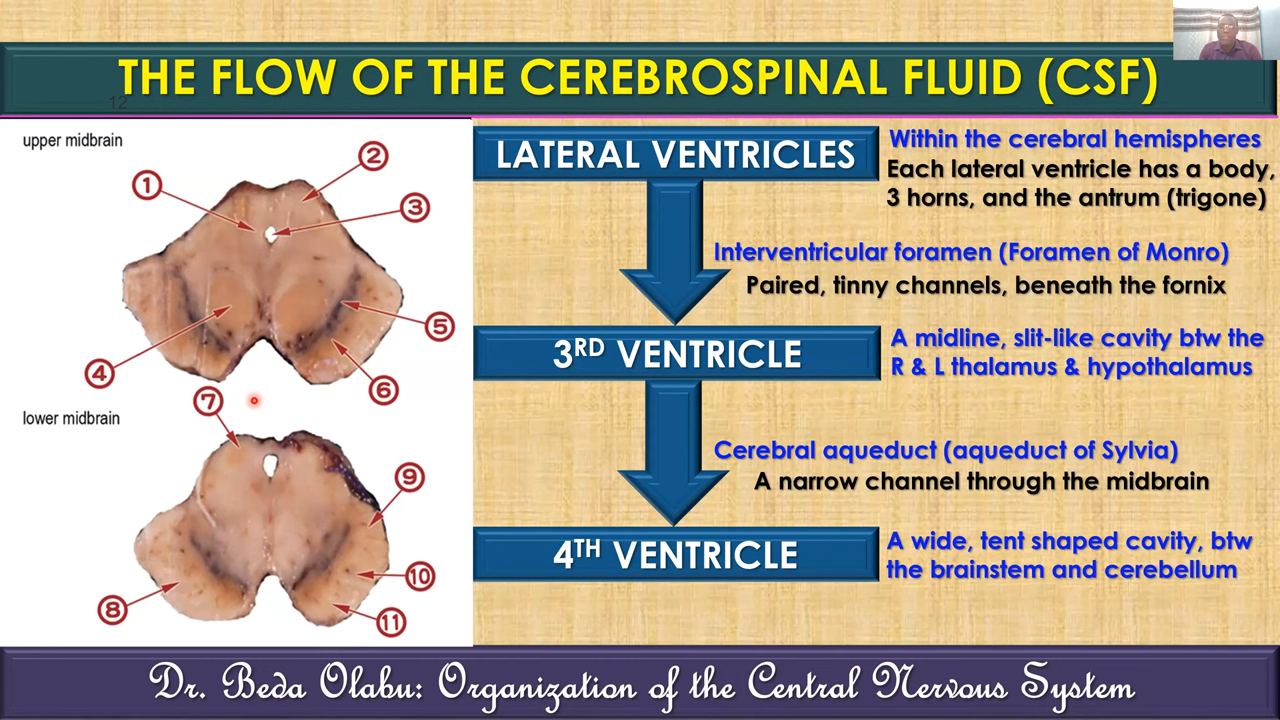 THE FLOW OF THE CEREBROSPINAL FLUID (CSF)
12
upper midbrain
①
②
③
④
⑤
⑥
lower midbrain
⑦
⑧
⑨
⑩
⑪
LATERAL VENTRICLES
Within the cerebral hemispheres
Each lateral ventricle has a body,
3 horns, and the antrum (trigone)
Interventricular foramen (Foramen of Monro)
Paired, tinny channels, beneath the fornix
3RD VENTRICLE
A midline, slit-like cavity btw the
R & L thalamus & hypothalamus
Cerebral aqueduct (aqueduct of Sylvia)
A narrow channel through the midbrain
4TH VENTRICLE
A wide, tent shaped cavity, btw
the brainstem and cerebellum
Dr. Beda Olabu: Organization of the Central Nervous System